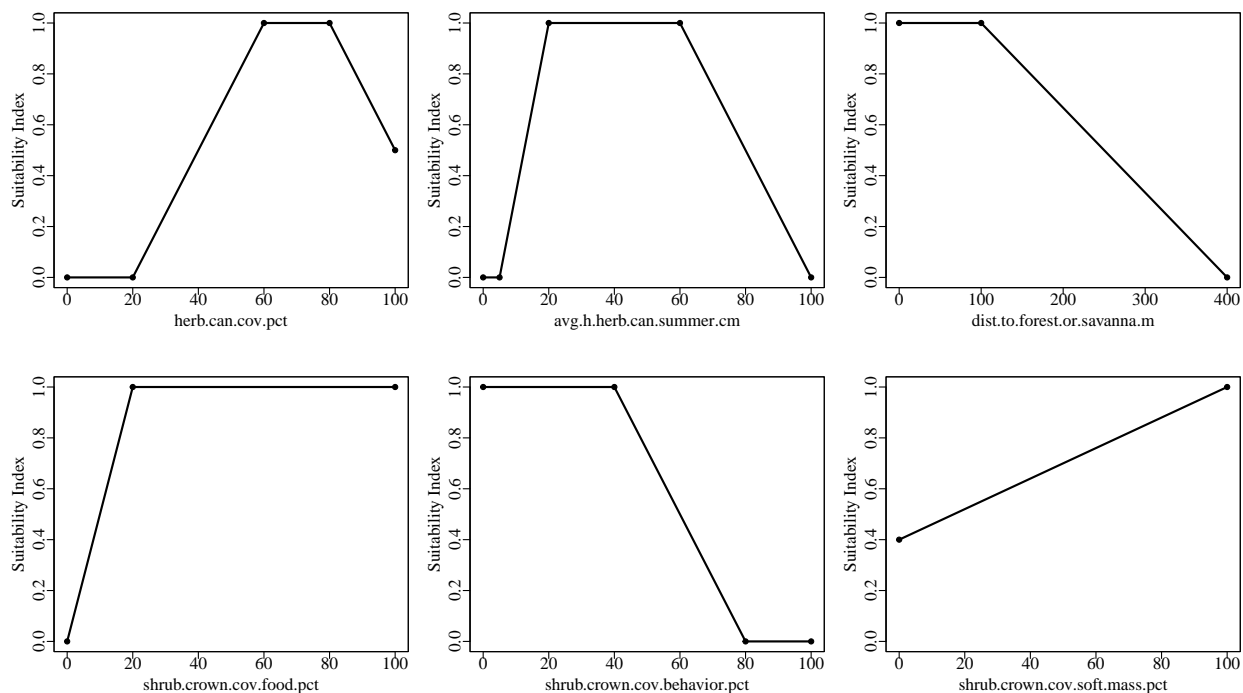 Suitability Index
0.0 0.2 0.4 0.6 0.8 1.0
0 20 40 60 80 100
herb.can.cov.pct
Suitability Index
0.0 0.2 0.4 0.6 0.8 1.0
0 20 40 60 80 100
avg.h.herb.can.summer.cm
Suitability Index
0.0 0.2 0.4 0.6 0.8 1.0
0 100 200 300 400
dist.to.forest.or.savanna.m
Suitability Index
0.0 0.2 0.4 0.6 0.8 1.0
0 20 40 60 80 100
shrub.crown.cov.food.pct
Suitability Index
0.0 0.2 0.4 0.6 0.8 1.0
0 20 40 60 80 100
shrub.crown.cov.behavior.pct
Suitability Index
0.0 0.2 0.4 0.6 0.8 1.0
0 20 40 60 80 100
shrub.crown.cov.soft.mass.pct